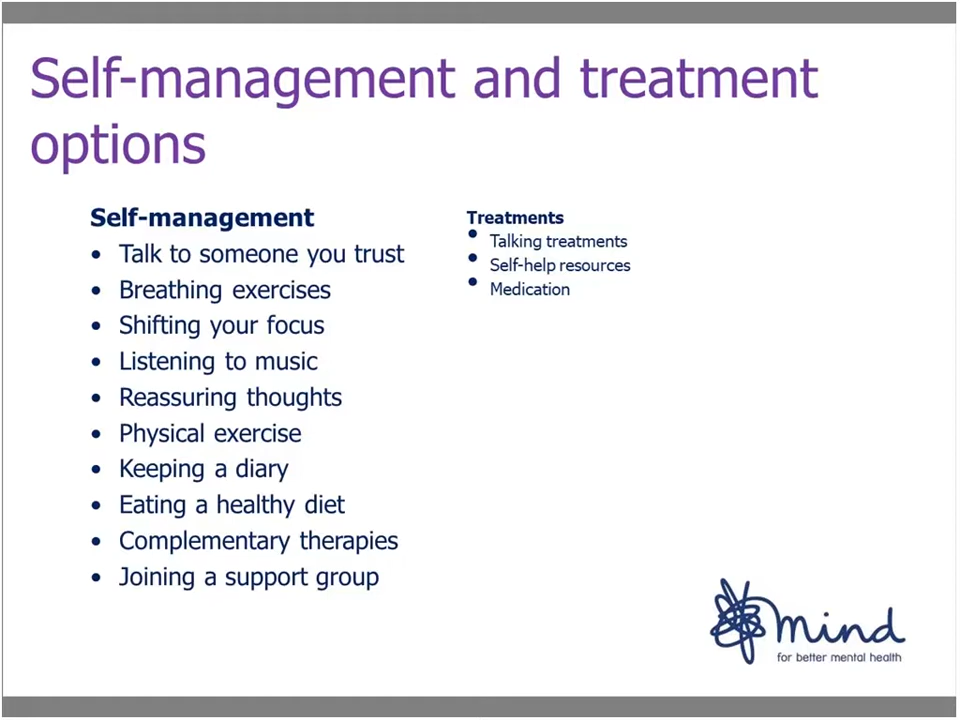 Self-management and treatment
options
Self-management
• Talk to someone you trust
• Breathing exercises
• Shifting your focus
• Listening to music
• Reassuring thoughts
• Physical exercise
• Keeping a diary
• Eating a healthy diet
• Complementary therapies
• Joining a support group
Treatments
• Talking treatments
• Self-help resources
• Medication
mind
for better mental health